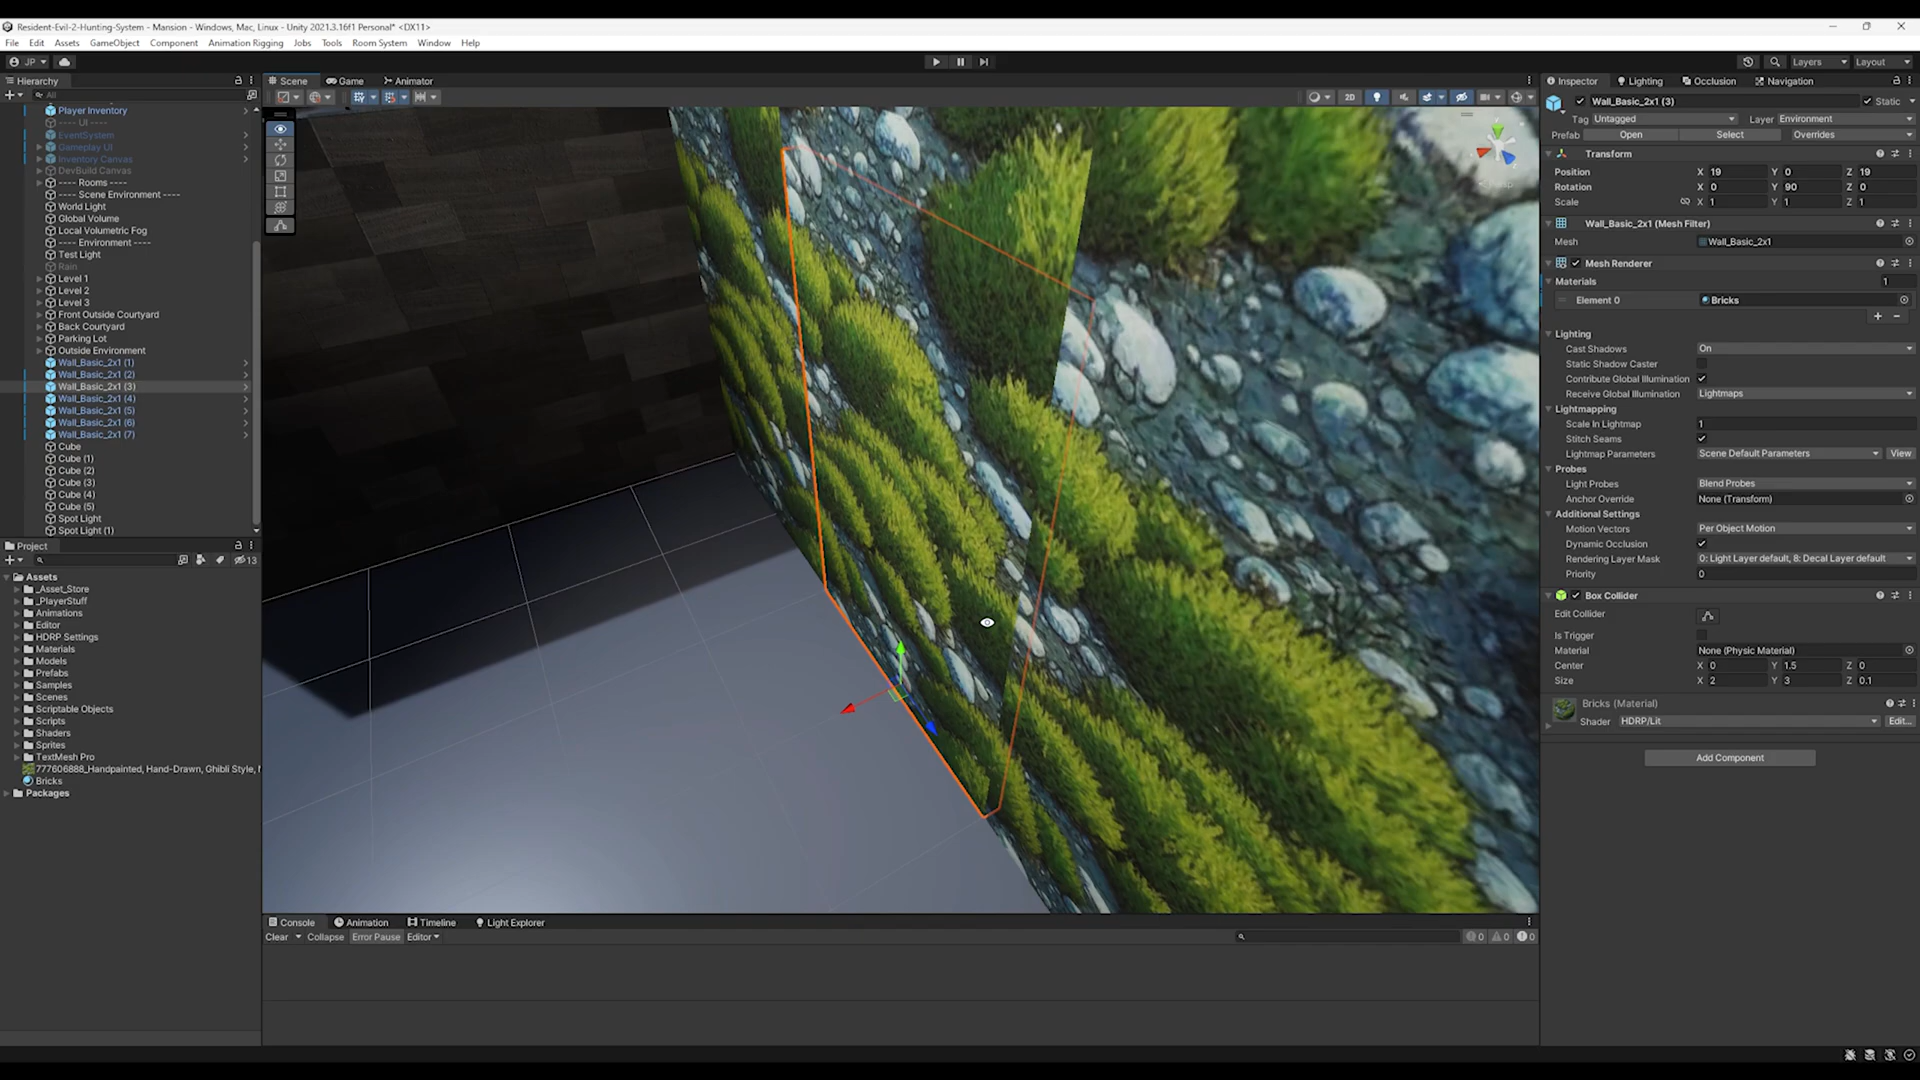 Resident-Evil-2-Hunting-System - Mansion - Windows, Mac, Linux - Unity 2021.3.16f1 Personal* <DX11>
File Edit Assets GameObject Component Animation Rigging Jobs Tools Room System Window Help
JP Layers Layout
Hierarchy
All
Player Inventory
---- UI ----
EventSystem
Gameplay UI
Inventory Canvas
DevBuild Canvas
---- Rooms ----
---- Scene Environment ----
World Light
Global Volume
Local Volumetric Fog
---- Environment ----
Test Light
Rain
Level 1
Level 2
Level 3
Front Outside Courtyard
Back Courtyard
Parking Lot
Outside Environment
Wall_Basic_2x1 (1)
Wall_Basic_2x1 (2)
Wall_Basic_2x1 (3)
Wall_Basic_2x1 (4)
Wall_Basic_2x1 (5)
Wall_Basic_2x1 (6)
Wall_Basic_2x1 (7)
Cube
Cube (1)
Cube (2)
Cube (3)
Cube (4)
Cube (5)
Spot Light
Spot Light (1)
Project
13
Assets
_Asset_Store
_PlayerStuff
Animations
Editor
HDRP Settings
Materials
Models
Prefabs
Samples
Scenes
Scriptable Objects
Scripts
Shaders
Sprites
TextMesh Pro
777606888_Handpainted, Hand-Drawn, Ghibli Style,
Bricks
Packages
Scene Game Animator
2D
Persp
Console Animation Timeline Light Explorer
Clear Collapse Error Pause Editor
0 0 0
Inspector Lighting Occlusion Navigation
Wall_Basic_2x1 (3) Static
Tag Untagged Layer Environment
Prefab Open Select Overrides
Transform
Position X 19 Y 0 Z 19
Rotation X 0 Y 90 Z 0
Scale X 1 Y 1 Z 1
Wall_Basic_2x1 (Mesh Filter)
Mesh Wall_Basic_2x1
Mesh Renderer
Materials 1
Element 0 Bricks
Lighting
Cast Shadows On
Static Shadow Caster
Contribute Global Illumination
Receive Global Illumination Lightmaps
Lightmapping
Scale In Lightmap 1
Stitch Seams
Lightmap Parameters Scene Default Parameters View
Probes
Light Probes Blend Probes
Anchor Override None (Transform)
Additional Settings
Motion Vectors Per Object Motion
Dynamic Occlusion
Rendering Layer Mask 0: Light Layer default, 8: Decal Layer default
Priority 0
Box Collider
Edit Collider
Is Trigger
Material None (Physic Material)
Center X 0 Y 1.5 Z 0
Size X 2 Y 3 Z 0.1
Bricks (Material)
Shader HDRP/Lit Edit...
Add Component